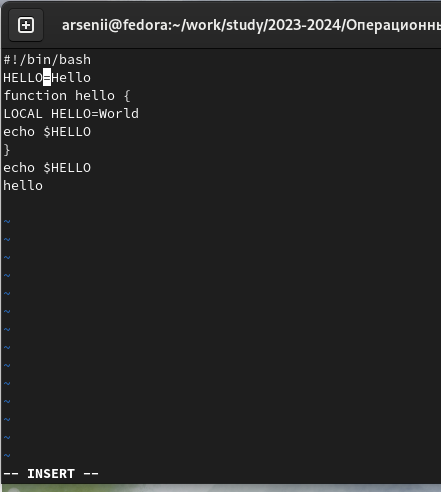 arsenii@fedora:~/work/study/2023-2024/Операционн
#!/bin/bash
HELLO=Hello
function hello {
LOCAL HELLO=World
echo $HELLO
}
echo $HELLO
hello
~
~
~
~
~
~
~
~
~
~
~
~
~
~
-- INSERT --